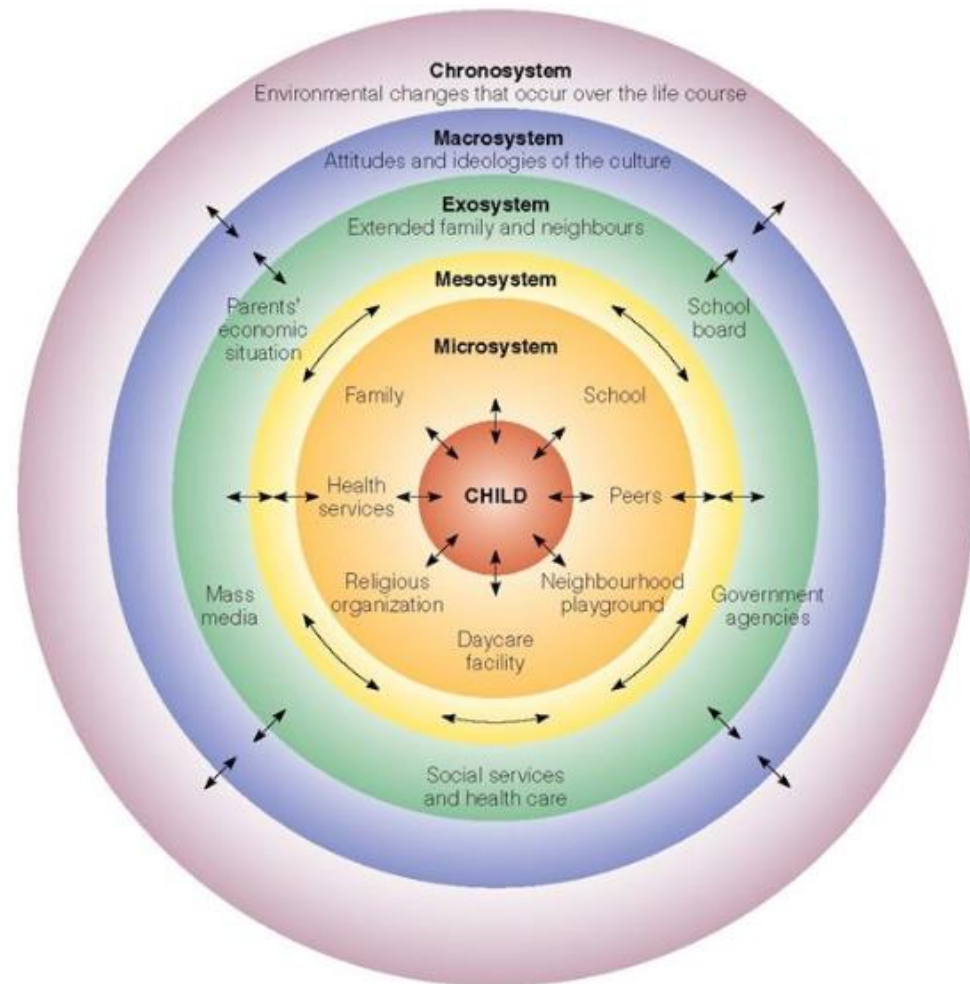 Chronosystem
Environmental changes that occur over the life course
Macrosystem
Attitudes and ideologies of the culture
Exosystem
Extended family and neighbours
Mesosystem
Parents'
economic
situation
School
board
Microsystem
Family
School
Health
services
CHILD
Peers
Religious
organization
Neighbourhood
playground
Mass
media
Government
agencies
Daycare
facility
Social services
and health care